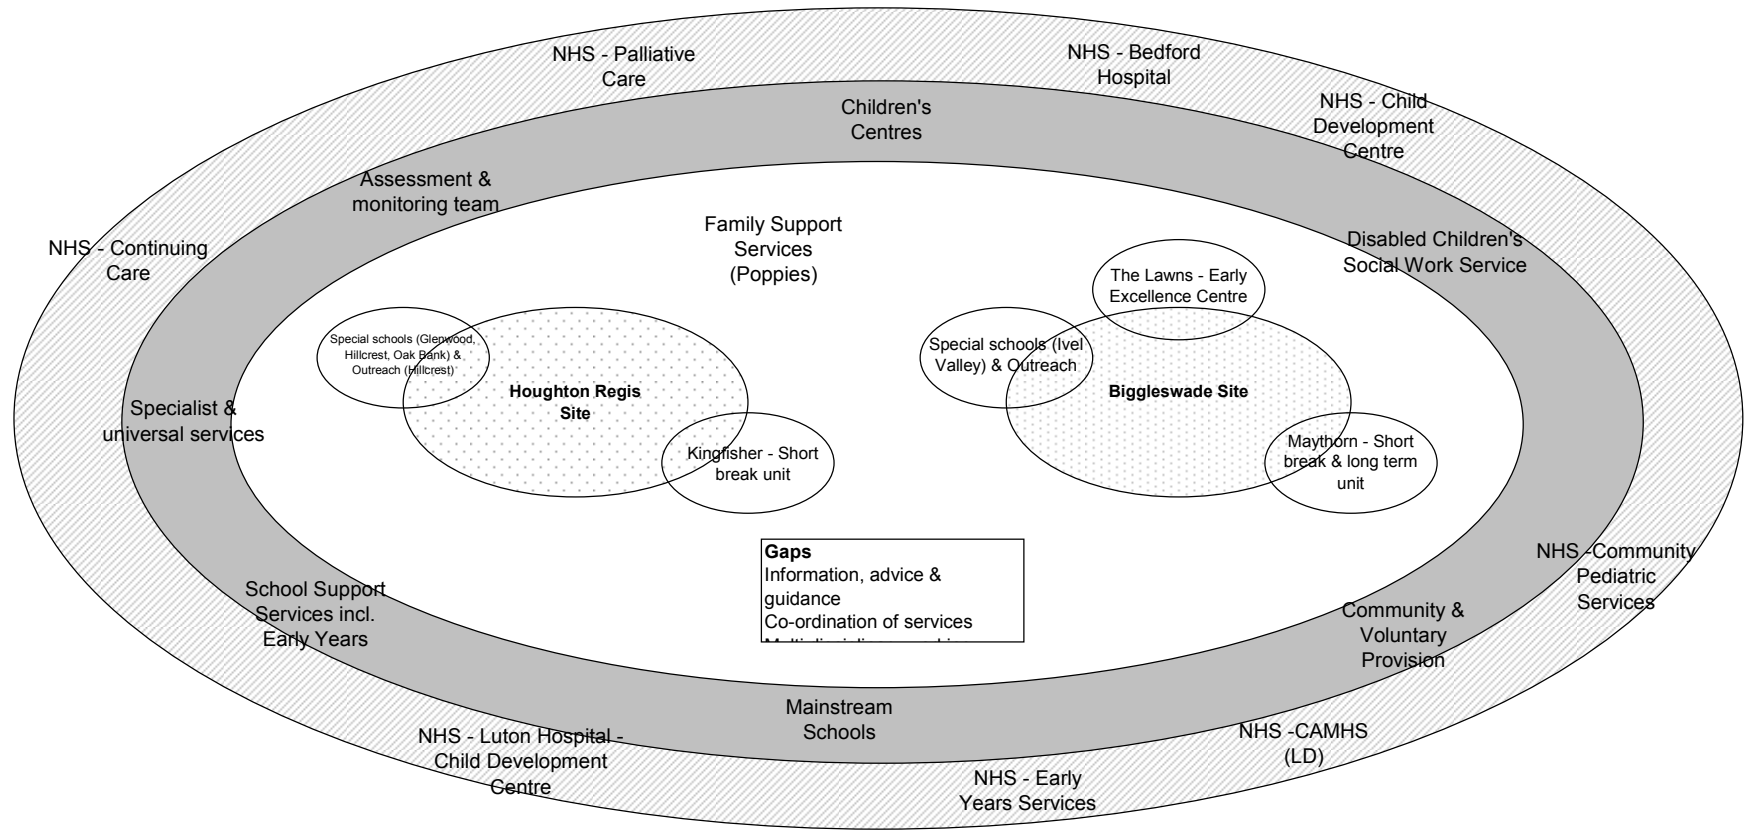 NHS - Palliative
Care
NHS - Bedford
Hospital
NHS - Child
Development
Centre
Children's
Centres
Assessment &
monitoring team
Family Support
Services
(Poppies)
Disabled Children's
Social Work Service
NHS - Continuing
Care
The Lawns - Early
Excellence Centre
Special schools (Glenwood,
Hillcrest, Oak Bank) &
Outreach (Hillcrest)
Special schools (Ivel
Valley) & Outreach
Houghton Regis
Site
Biggleswade Site
Specialist &
universal services
Kingfisher - Short
break unit
Maythorn - Short
break & long term
unit
Gaps
Information, advice &
guidance
Co-ordination of services
NHS -Community
Pediatric
Services
School Support
Services incl.
Early Years
Community &
Voluntary
Provision
Mainstream
Schools
NHS - Luton Hospital -
Child Development
Centre
NHS -CAMHS
(LD)
NHS - Early
Years Services